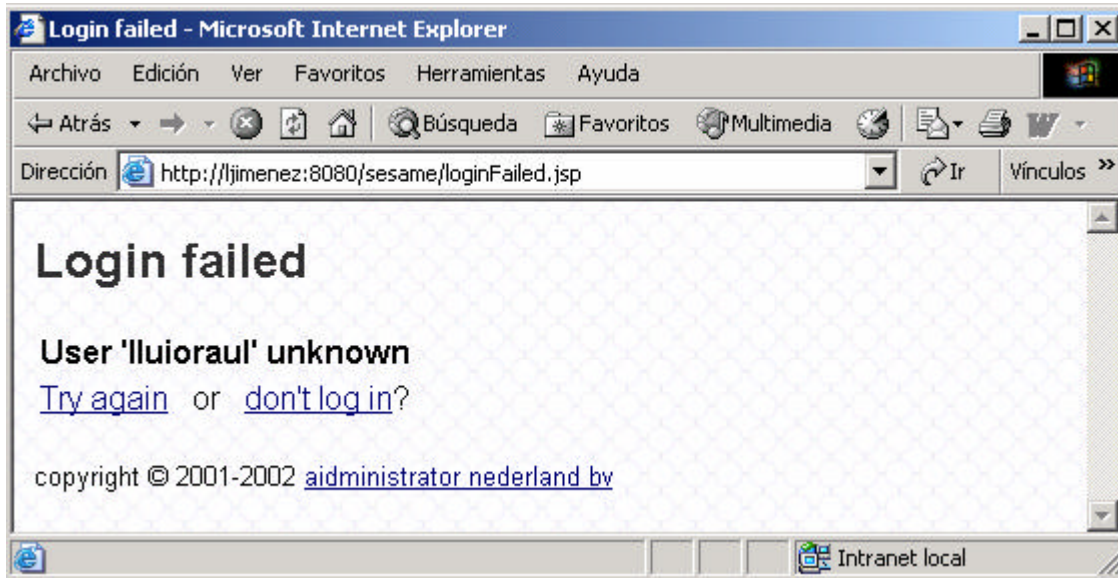 Login failed - Microsoft Internet Explorer
Archivo Edición Ver Favoritos Herramientas Ayuda
Atrás Búsqueda Favoritos Multimedia
Dirección http://ljimenez:8080/sesame/loginFailed.jsp Ir Vínculos »
Login failed
User 'lluioraul' unknown
Try again or don't log in?
copyright © 2001-2002 aidministrator nederland bv
Intranet local